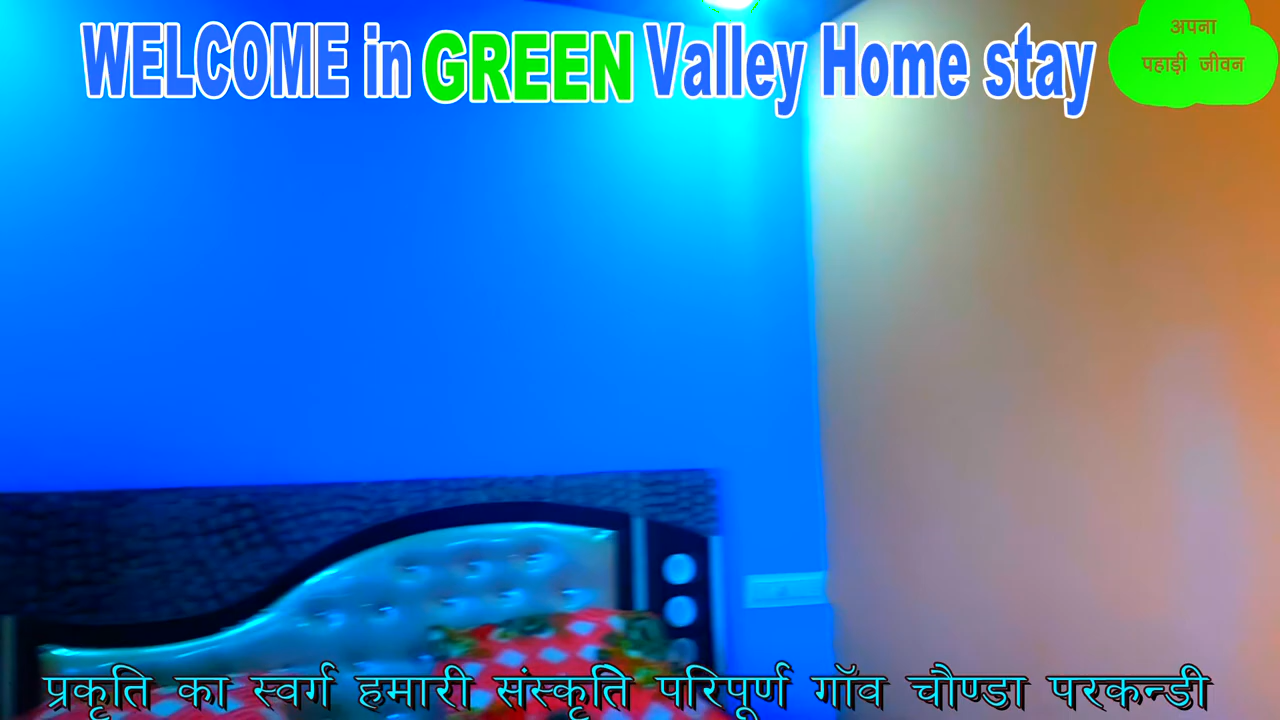 WELCOME in GREEN Valley Home stay
अपना
पहाड़ी जीवन
प्रकृति का स्वर्ग हमारी संस्कृति परिपूर्ण गॉव चौण्डा परकन्डी